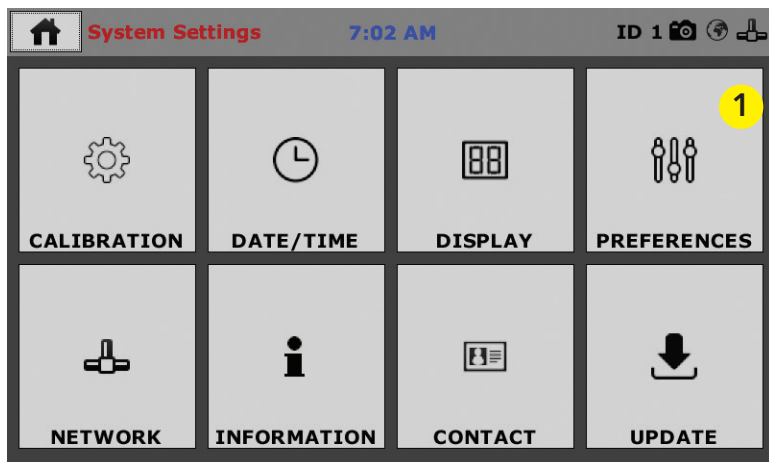 System Settings 7:02 AM ID 1
1
CALIBRATION DATE/TIME DISPLAY PREFERENCES
NETWORK INFORMATION CONTACT UPDATE